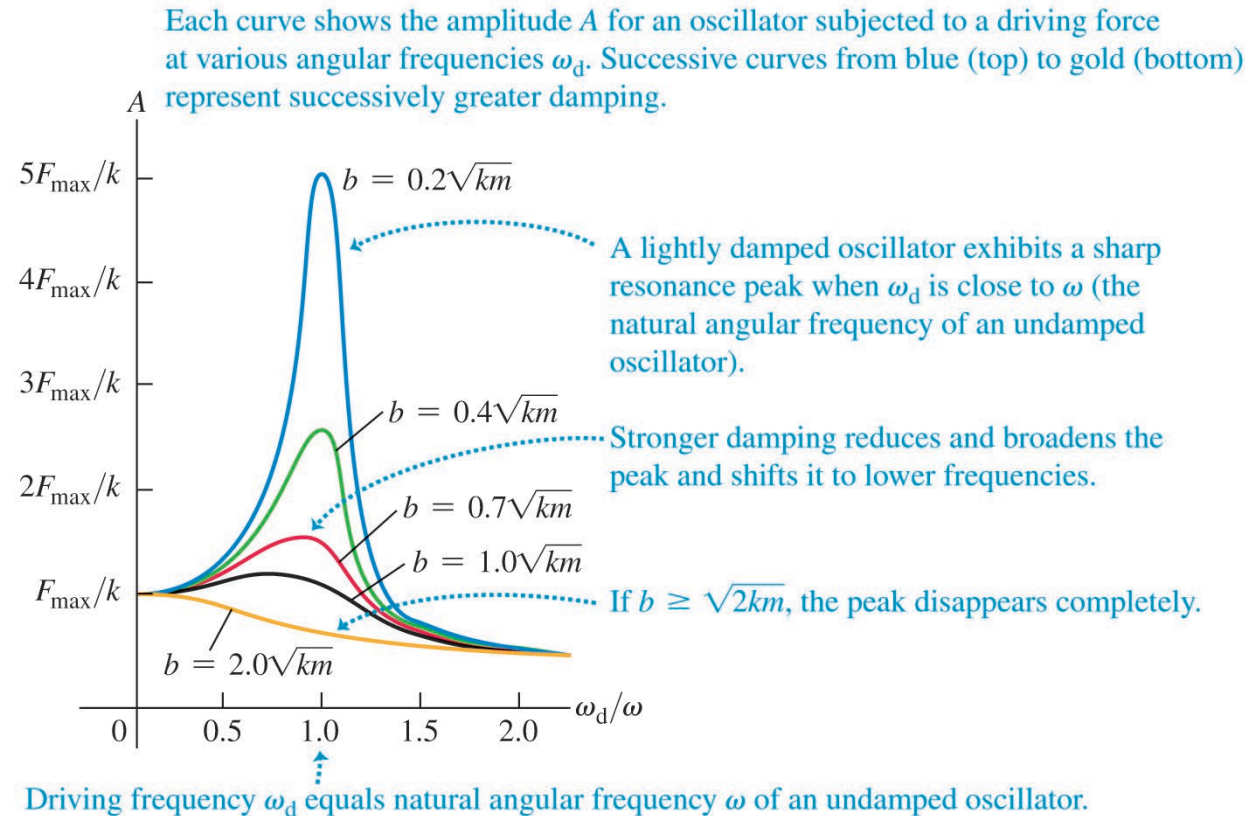 Each curve shows the amplitude A for an oscillator subjected to a driving force
at various angular frequencies ωd. Successive curves from blue (top) to gold (bottom)
represent successively greater damping.
A
5Fmax/k
b = 0.2√km
A lightly damped oscillator exhibits a sharp
resonance peak when ωd is close to ω (the
natural angular frequency of an undamped
oscillator).
4Fmax/k
3Fmax/k
b = 0.4√km
Stronger damping reduces and broadens the
peak and shifts it to lower frequencies.
2Fmax/k
b = 0.7√km
b = 1.0√km
Fmax/k
If b ≥ √2km, the peak disappears completely.
b = 2.0√km
ωd/ω
0 0.5 1.0 1.5 2.0
Driving frequency ωd equals natural angular frequency ω of an undamped oscillator.